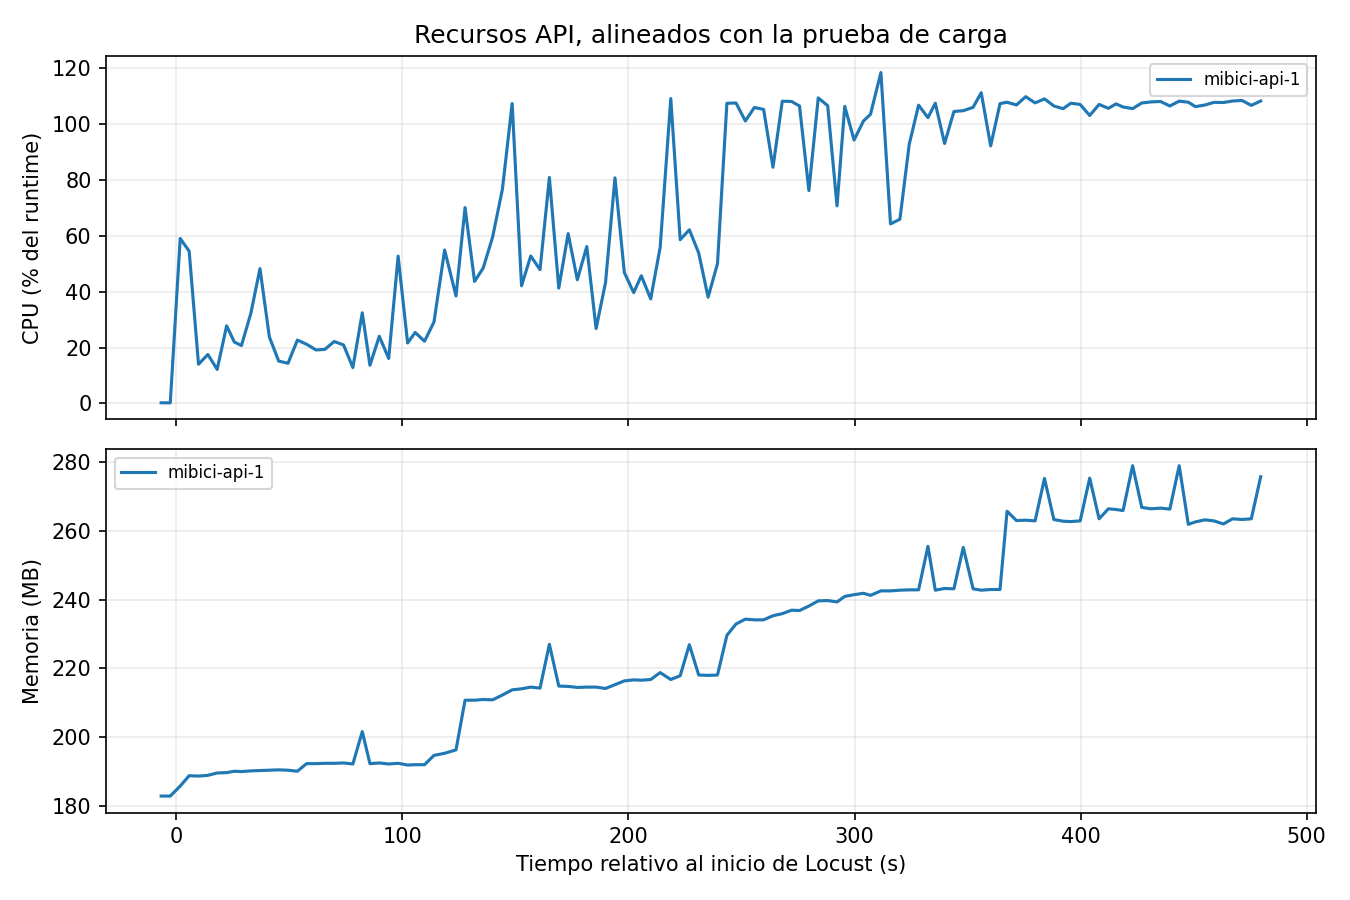 Recursos API, alineados con la prueba de carga
CPU (% del runtime)
120
100
80
60
40
20
0
mibici-api-1
Memoria (MB)
280
260
240
220
200
180
mibici-api-1
0 100 200 300 400 500
Tiempo relativo al inicio de Locust (s)